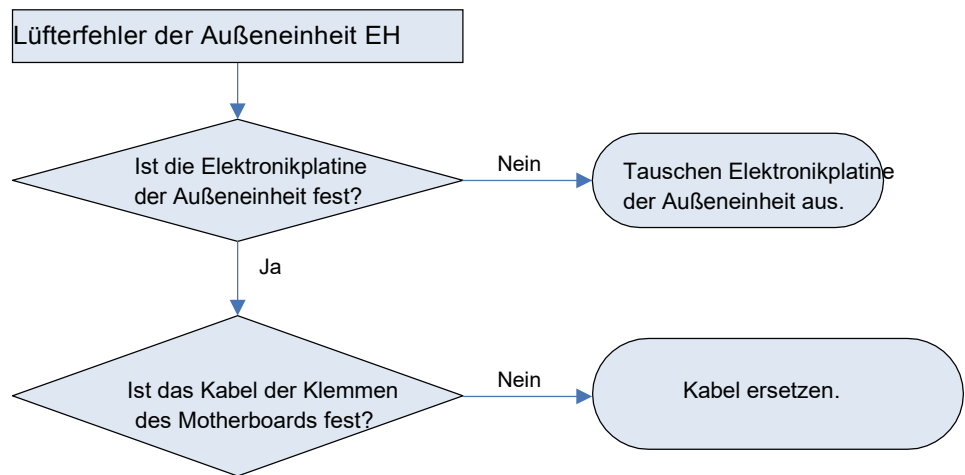 Lüfterfehler der Außeneinheit EH
Ist die Elektronikplatine
der Außeneinheit fest?
Nein
Tauschen Elektronikplatine
der Außeneinheit aus.
Ja
Ist das Kabel der Klemmen
des Motherboards fest?
Nein
Kabel ersetzen.